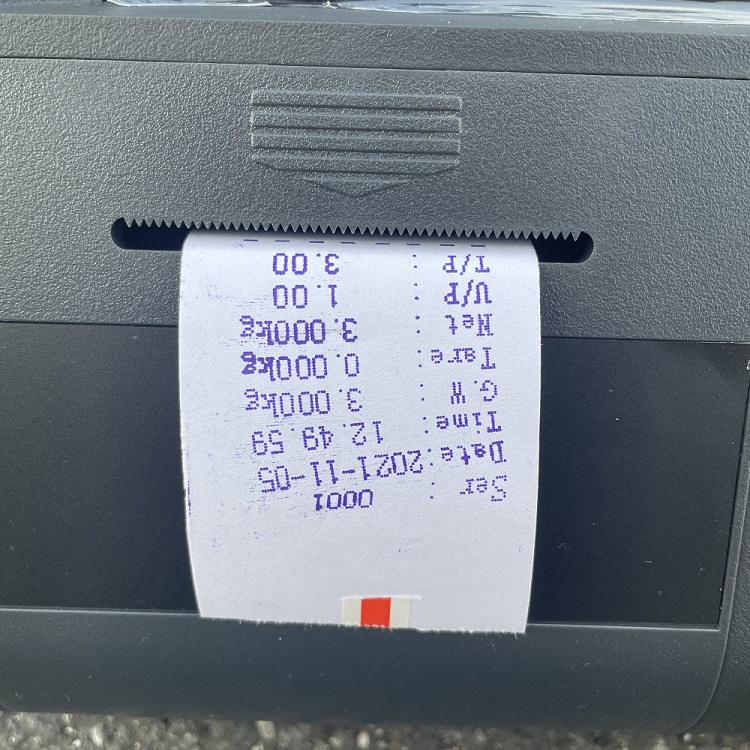 Ser : 0001
Date:2021-11-05
Time: 12.49.59
G.W : 3.000kg
Tare: 0.000kg
Net : 3.000kg
U/P : 1.00
T/P : 3.00